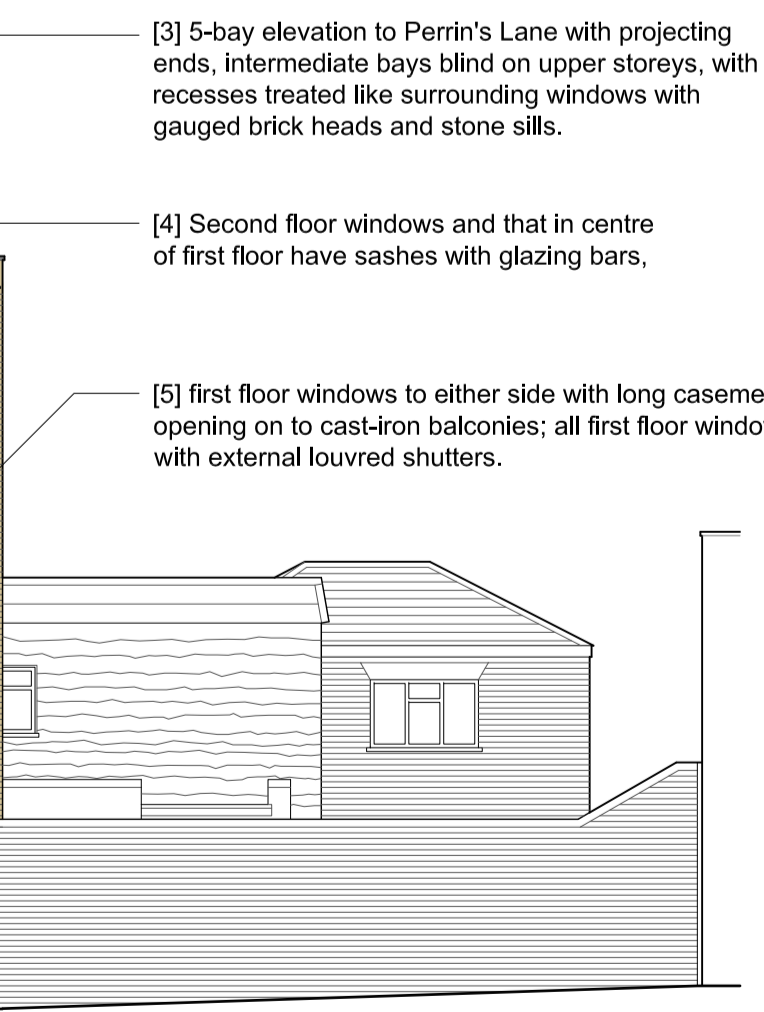 [3] 5-bay elevation to Perrin's Lane with projecting
ends, intermediate bays blind on upper storeys, with
recesses treated like surrounding windows with
gauged brick heads and stone sills.
[4] Second floor windows and that in centre
of first floor have sashes with glazing bars,
[5] first floor windows to either side with long caseme
opening on to cast-iron balconies; all first floor windo
with external louvred shutters.